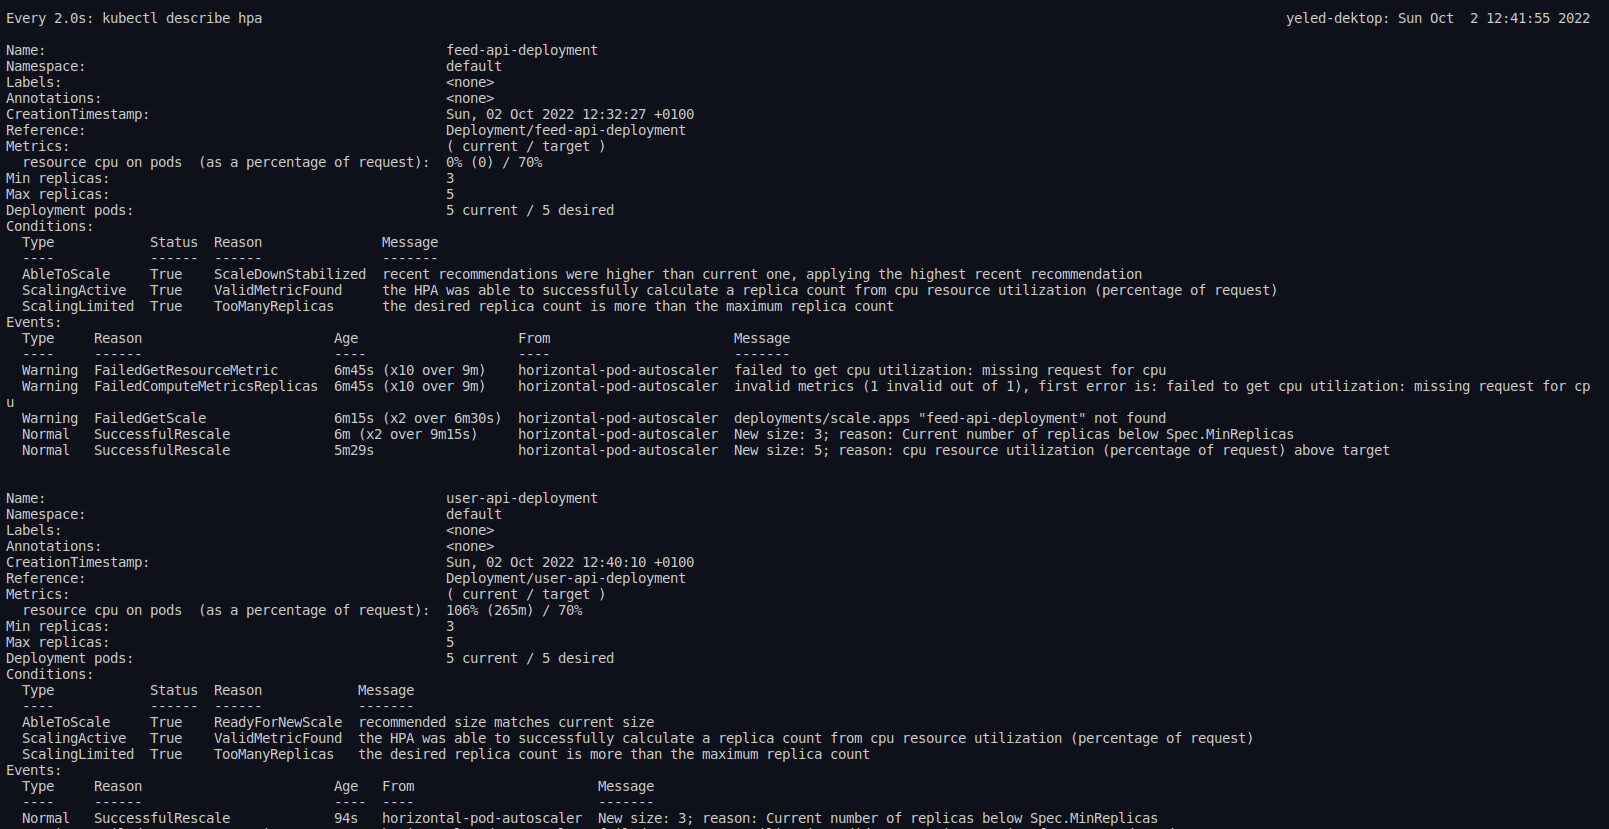 Every 2.0s: kubectl describe hpa yeled-dektop: Sun Oct  2 12:41:55 2022
Name: feed-api-deployment
Namespace: default
Labels: <none>
Annotations: <none>
CreationTimestamp: Sun, 02 Oct 2022 12:32:27 +0100
Reference: Deployment/feed-api-deployment
Metrics: ( current / target )
resource cpu on pods  (as a percentage of request): 0% (0) / 70%
Min replicas: 3
Max replicas: 5
Deployment pods: 5 current / 5 desired
Conditions:
Type Status Reason Message
---- ------ ------ -------
AbleToScale True ScaleDownStabilized recent recommendations were higher than current one, applying the highest recent recommendation
ScalingActive True ValidMetricFound the HPA was able to successfully calculate a replica count from cpu resource utilization (percentage of request)
ScalingLimited True TooManyReplicas the desired replica count is more than the maximum replica count
Events:
Type Reason Age From Message
---- ------ ---- ---- -------
Warning FailedGetResourceMetric 6m45s (x10 over 9m) horizontal-pod-autoscaler failed to get cpu utilization: missing request for cpu
Warning FailedComputeMetricsReplicas 6m45s (x10 over 9m) horizontal-pod-autoscaler invalid metrics (1 invalid out of 1), first error is: failed to get cpu utilization: missing request for cp
u
Warning FailedGetScale 6m15s (x2 over 6m30s) horizontal-pod-autoscaler deployments/scale.apps "feed-api-deployment" not found
Normal SuccessfulRescale 6m (x2 over 9m15s) horizontal-pod-autoscaler New size: 3; reason: Current number of replicas below Spec.MinReplicas
Normal SuccessfulRescale 5m29s horizontal-pod-autoscaler New size: 5; reason: cpu resource utilization (percentage of request) above target
Name: user-api-deployment
Namespace: default
Labels: <none>
Annotations: <none>
CreationTimestamp: Sun, 02 Oct 2022 12:40:10 +0100
Reference: Deployment/user-api-deployment
Metrics: ( current / target )
resource cpu on pods  (as a percentage of request): 106% (265m) / 70%
Min replicas: 3
Max replicas: 5
Deployment pods: 5 current / 5 desired
Conditions:
Type Status Reason Message
---- ------ ------ -------
AbleToScale True ReadyForNewScale recommended size matches current size
ScalingActive True ValidMetricFound the HPA was able to successfully calculate a replica count from cpu resource utilization (percentage of request)
ScalingLimited True TooManyReplicas the desired replica count is more than the maximum replica count
Events:
Type Reason Age From Message
---- ------ ---- ---- -------
Normal SuccessfulRescale 94s horizontal-pod-autoscaler New size: 3; reason: Current number of replicas below Spec.MinReplicas